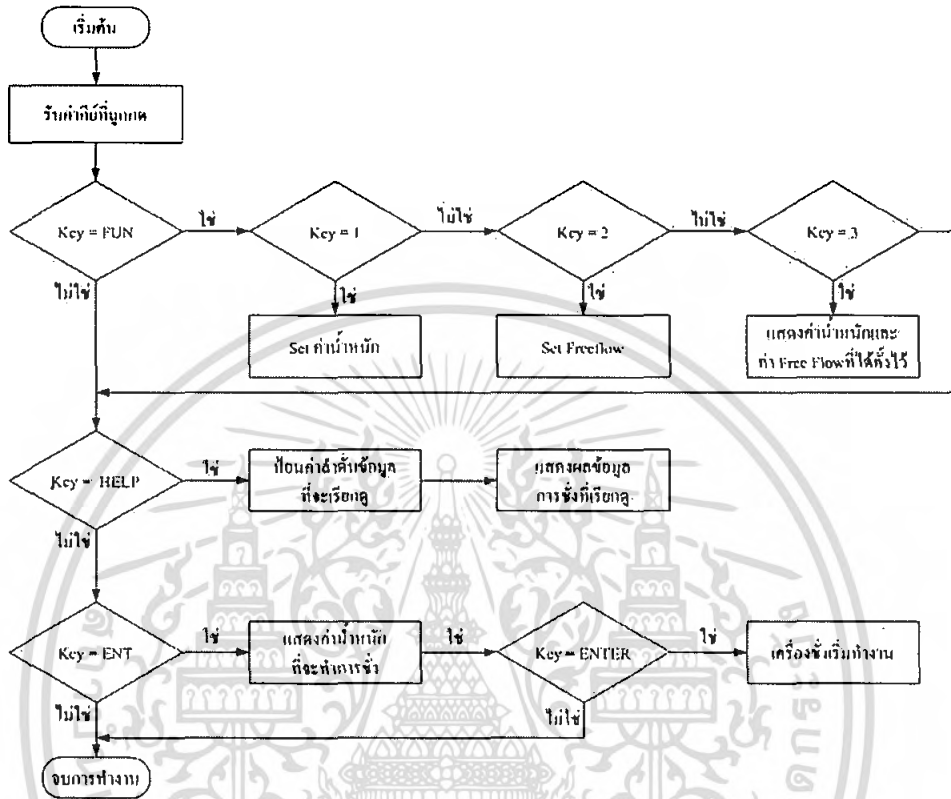 เริ่มต้น
รับค่าคีย์ที่ถูกกด
Key = FUN
ใช่
Key = 1
ไม่ใช่
Key = 2
ไม่ใช่
Key = 3
ไม่ใช่
ใช่
ใช่
ใช่
Set ค่าน้ำหนัก
Set Freeflow
แสดงค่าน้ำหนักและ
ค่า Free Flow ที่ได้ตั้งไว้
Key = HELP
ใช่
ป้อนค่าลำดับข้อมูล
ที่จะเรียกดู
แสดงผลข้อมูล
การชั่งที่เรียกดู
ไม่ใช่
Key = ENT
ใช่
แสดงค่าน้ำหนัก
ที่จะทำการชั่ง
ใช่
Key = ENTER
ใช่
เครื่องชั่งเริ่มทำงาน
ไม่ใช่
ไม่ใช่
จบการทำงาน